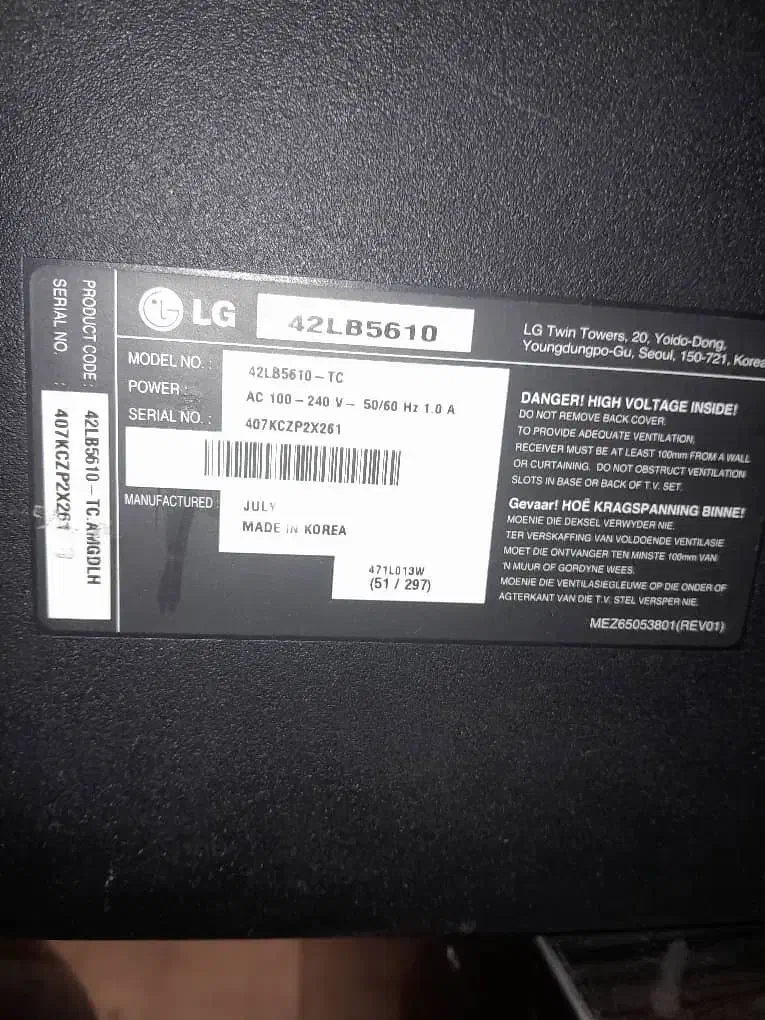 LG
42LB5610
LG Twin Towers, 20, Yoido-Dong,
Youngdungpo-Gu, Seoul, 150-721, Korea
MODEL NO. : 42LB5610-TC
POWER : AC 100-240 V~ 50/60 Hz 1.0 A
SERIAL NO. : 407KCZP2X261
MANUFACTURED JULY
MADE IN KOREA
471L013W
(51 / 297)
DANGER! HIGH VOLTAGE INSIDE!
DO NOT REMOVE BACK COVER.
TO PROVIDE ADEQUATE VENTILATION,
RECEIVER MUST BE AT LEAST 100mm FROM A WALL
OR CURTAINING. DO NOT OBSTRUCT VENTILATION
SLOTS IN BASE OR BACK OF T.V. SET.
Gevaar! HOË KRAGSPANNING BINNE!
MOENIE DIE DEKSEL VERWYDER NIE.
TER VERSKAFFING VAN VOLDOENDE VENTILASIE
MOET DIE ONTVANGER TEN MINSTE 100mm VAN
'N MUUR OF GORDYNE WEES.
MOENIE DIE VENTILASIEGLEUWE OP DIE ONDER OF
AGTERKANT VAN DIE T.V. STEL VERSPER NIE.
MEZ65053801(REV01)
PRODUCT CODE : 42LB5610-TC.AWGDLH
SERIAL NO. : 407KCZP2X261